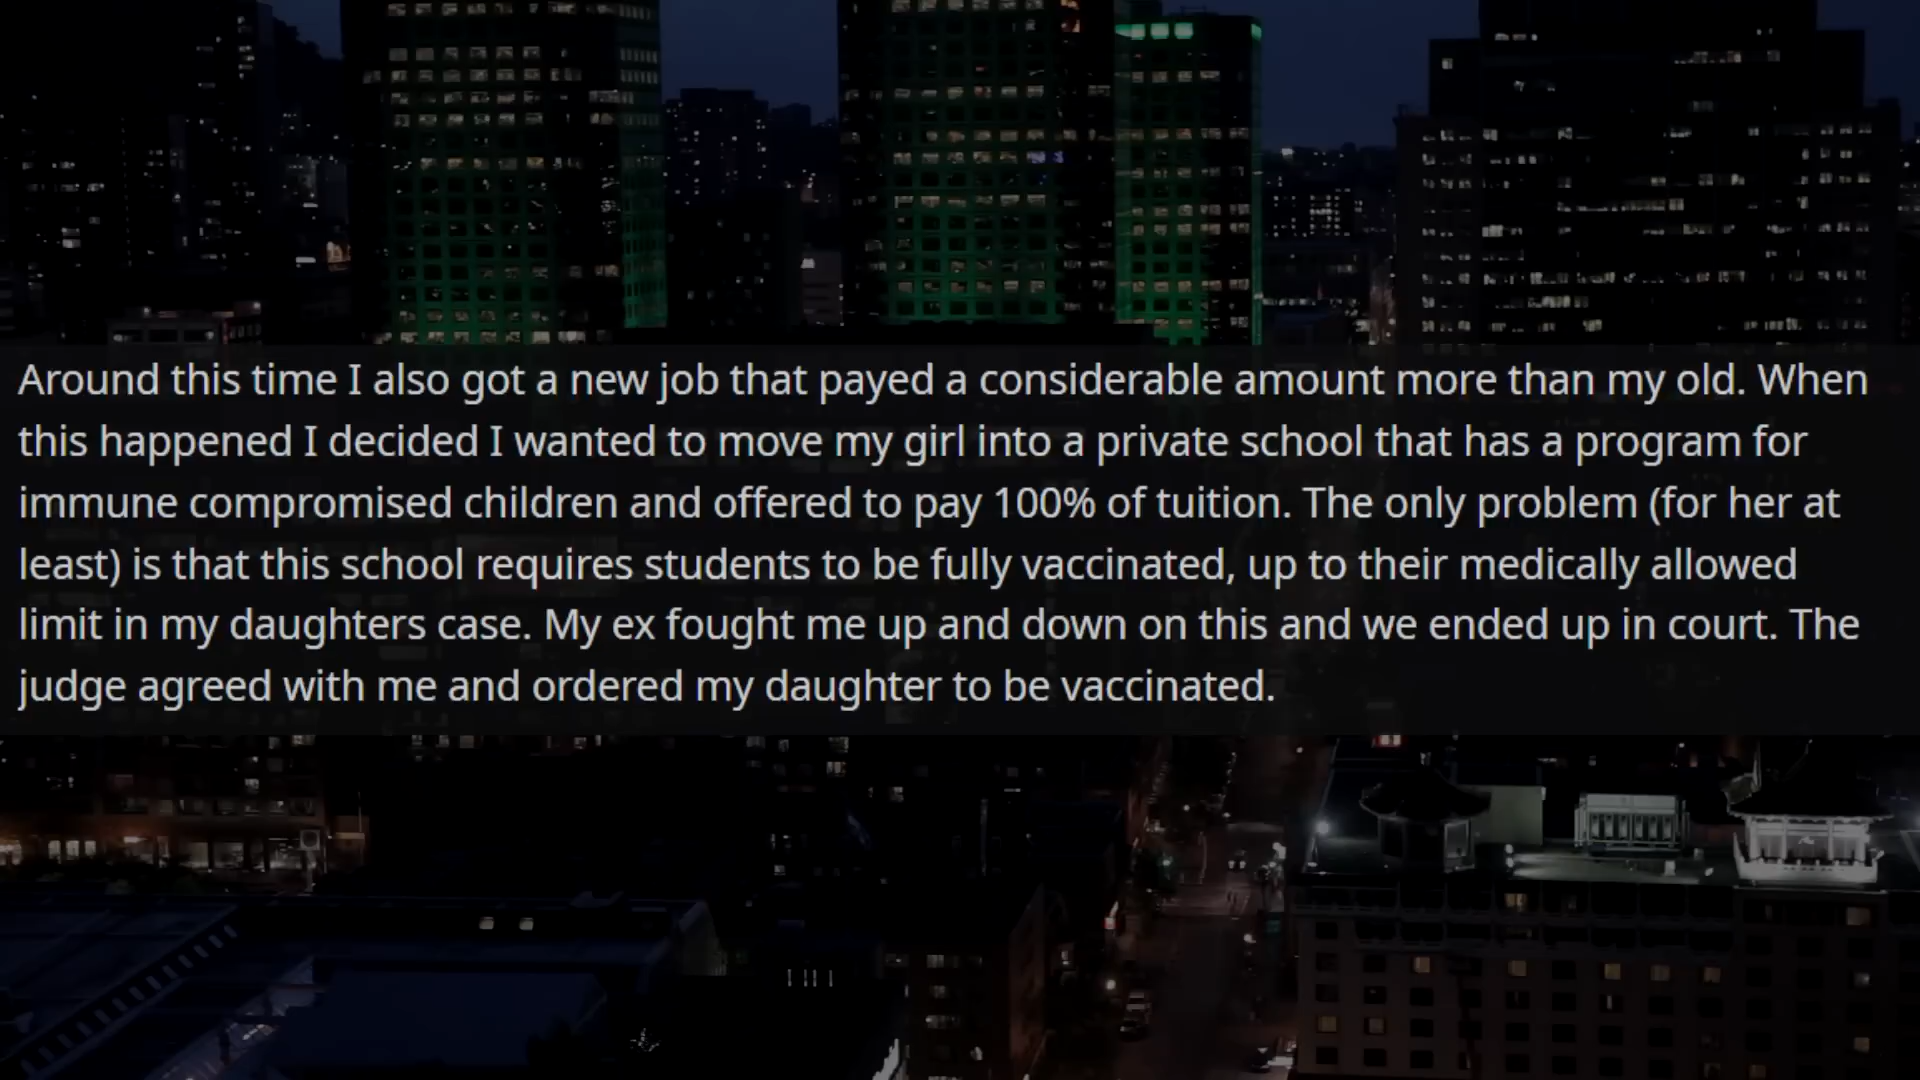 Around this time I also got a new job that payed a considerable amount more than my old. When
this happened I decided I wanted to move my girl into a private school that has a program for
immune compromised children and offered to pay 100% of tuition. The only problem (for her at
least) is that this school requires students to be fully vaccinated, up to their medically allowed
limit in my daughters case. My ex fought me up and down on this and we ended up in court. The
judge agreed with me and ordered my daughter to be vaccinated.